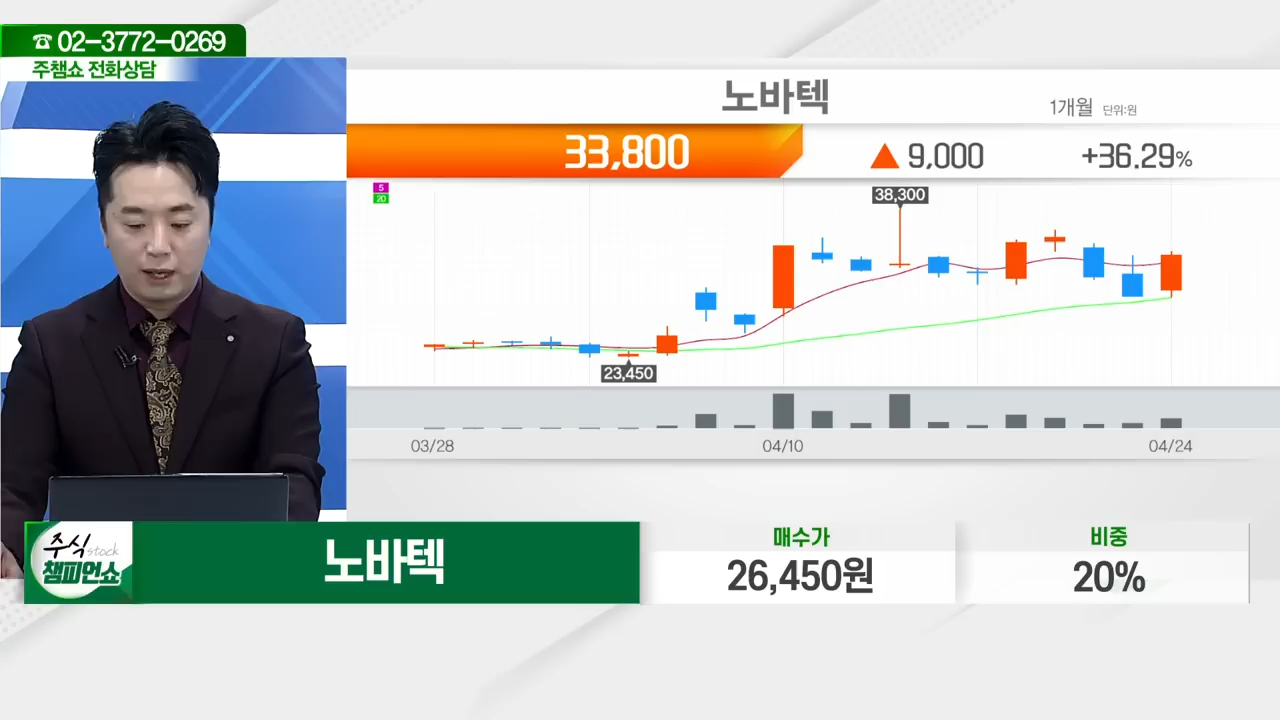 ☎ 02-3772-0269
주챔쇼 전화상담
노바텍
1개월 단위:원
33,800 ▲ 9,000 +36.29%
5
20
38,300
23,450
03/28 04/10 04/24
주식 stock
챔피언쇼
노바텍
매수가
26,450원
비중
20%